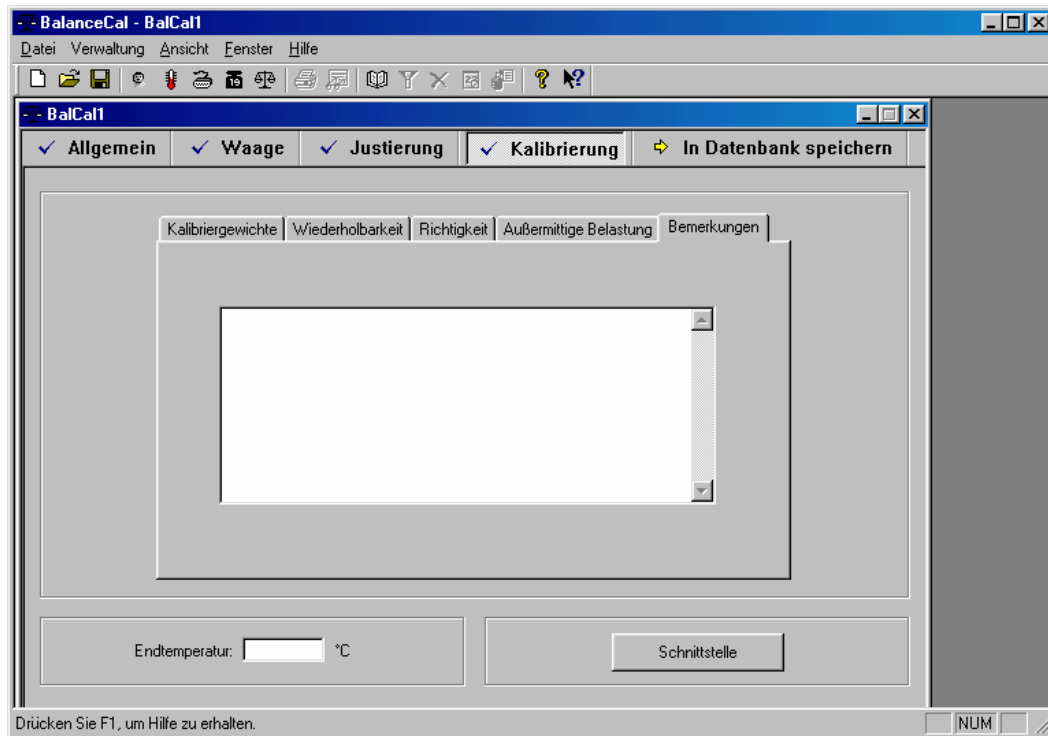 BalanceCal - BalCal1
Datei Verwaltung Ansicht Fenster Hilfe
BalCal1
Allgemein Waage Justierung Kalibrierung In Datenbank speichern
Kalibriergewichte Wiederholbarkeit Richtigkeit Außermittige Belastung Bemerkungen
Endtemperatur: °C Schnittstelle
Drücken Sie F1, um Hilfe zu erhalten. NUM